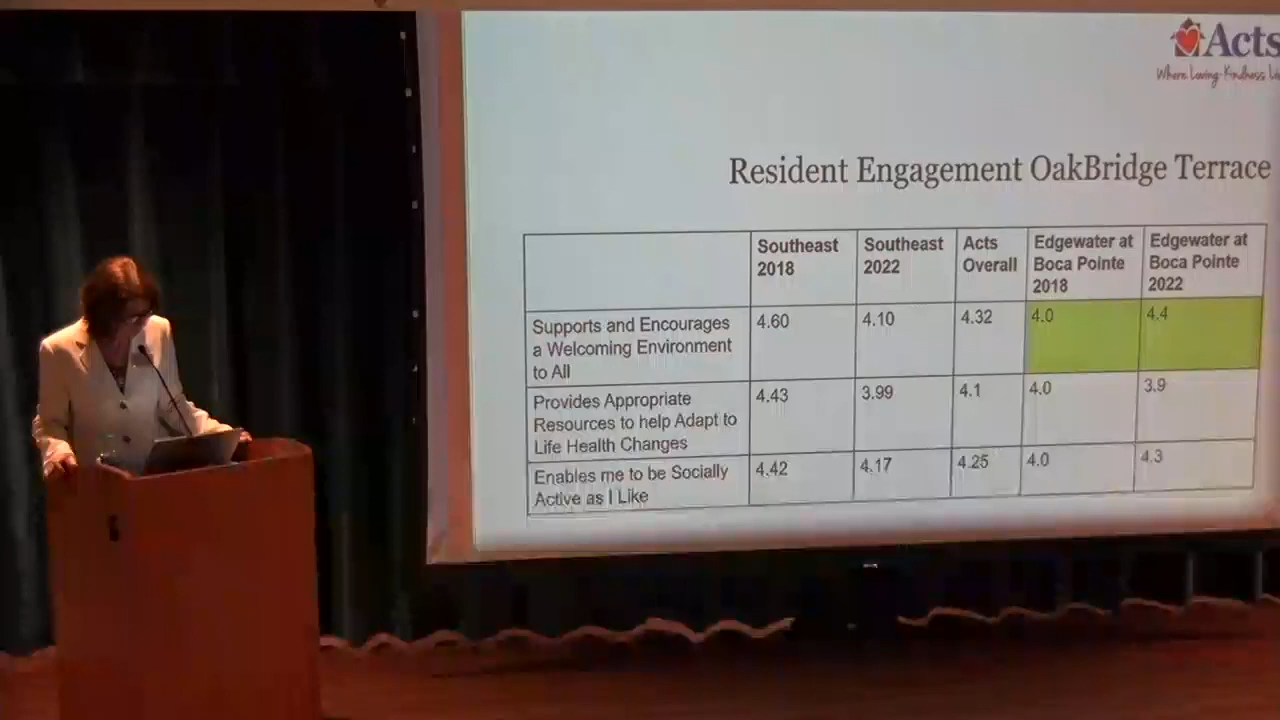 Acts
Where Loving-Kindness
Resident Engagement OakBridge Terrace
Southeast 2018
Southeast 2022
Acts Overall
Edgewater at Boca Pointe 2018
Edgewater at Boca Pointe 2022
Supports and Encourages a Welcoming Environment to All
4.60
4.10
4.32
4.0
4.4
Provides Appropriate Resources to help Adapt to Life Health Changes
4.43
3.99
4.1
4.0
3.9
Enables me to be Socially Active as I Like
4.42
4.17
4.25
4.0
4.3